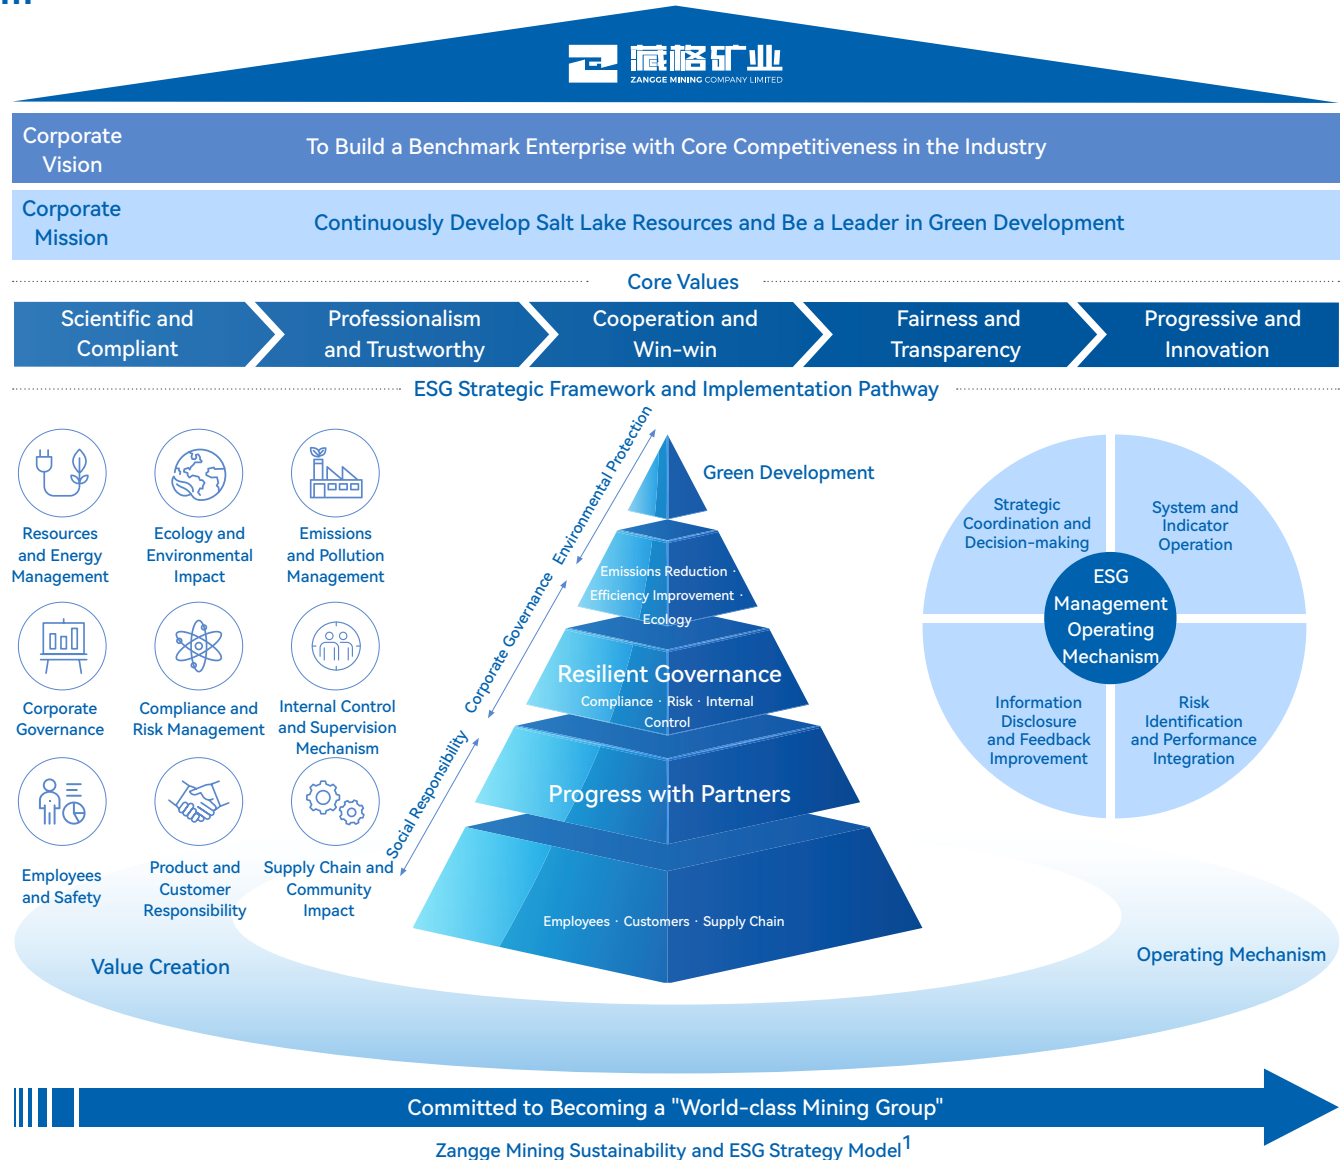 藏格矿业
ZANGGE MINING COMPANY LIMITED
Corporate
Vision
To Build a Benchmark Enterprise with Core Competitiveness in the Industry
Corporate
Mission
Continuously Develop Salt Lake Resources and Be a Leader in Green Development
Core Values
Scientific and
Compliant
Professionalism
and Trustworthy
Cooperation and
Win-win
Fairness and
Transparency
Progressive and
Innovation
ESG Strategic Framework and Implementation Pathway
Resources
and Energy
Management
Ecology and
Environmental
Impact
Emissions
and Pollution
Management
Corporate
Governance
Compliance and
Risk Management
Internal Control
and Supervision
Mechanism
Employees
and Safety
Product and
Customer
Responsibility
Supply Chain and
Community
Impact
Value Creation
Environmental Protection
Corporate Governance
Social Responsibility
Green Development
Emissions Reduction ·
Efficiency Improvement ·
Ecology
Resilient Governance
Compliance · Risk · Internal
Control
Progress with Partners
Employees · Customers · Supply Chain
Strategic
Coordination and
Decision-making
System and
Indicator
Operation
ESG
Management
Operating
Mechanism
Information
Disclosure
and Feedback
Improvement
Risk
Identification
and Performance
Integration
Operating Mechanism
Committed to Becoming a "World-class Mining Group"
Zangge Mining Sustainability and ESG Strategy Model1